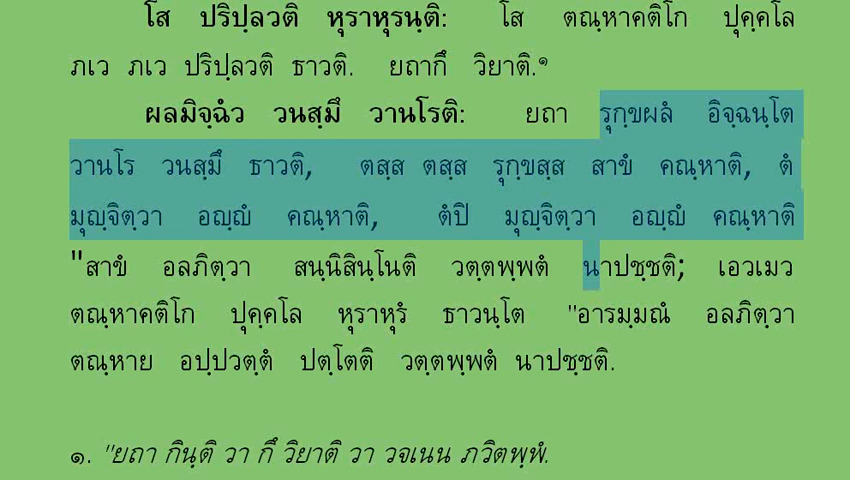 โส ปริปฺลวติ หุราหุรนฺติ: โส ตณฺหาคติโก ปุคฺคโล
ภเว ภเว ปริปฺลวติ ธาวติ. ยถากึ วิยาติ.๑
ผลมิจฺฉํว วนสฺมึ วานโรติ: ยถา รุกฺขผลํ อิจฺฉนฺโต
วานโร วนสฺมึ ธาวติ, ตสฺส ตสฺส รุกฺขสฺส สาขํ คณฺหาติ, ตํ
มุญฺจิตฺวา อญฺญํ คณฺหาติ, ตํปิ มุญฺจิตฺวา อญฺญํ คณฺหาติ
"สาขํ อลภิตฺวา สนฺนิสินฺโนติ วตฺตพฺพตํ นาปชฺชติ; เอวเมว
ตณฺหาคติโก ปุคฺคโล หุราหุรํ ธาวนฺโต "อารมฺมณํ อลภิตฺวา
ตณฺหาย อปฺปวตฺตํ ปตฺโตติ วตฺตพฺพตํ นาปชฺชติ.
๑. "ยถา กินฺติ วา กึ วิยาติ วา วจเนน ภวิตพฺพํ.